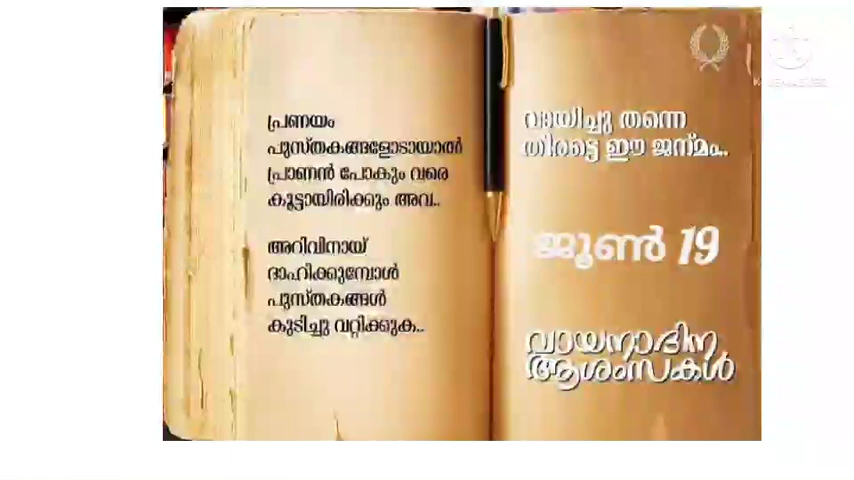 പ്രണയം
പുസ്തകങ്ങളോടായാൽ
പ്രാണൻ പോകും വരെ
കൂട്ടായിരിക്കും അവ..
അറിവിനായ്
ദാഹിക്കുമ്പോൾ
പുസ്തകങ്ങൾ
കുടിച്ചു വറ്റിക്കുക..
വായിച്ചു തന്നെ
തീരട്ടെ ഈ ജന്മം..
ജൂൺ 19
വായനാദിന
ആശംസകൾ